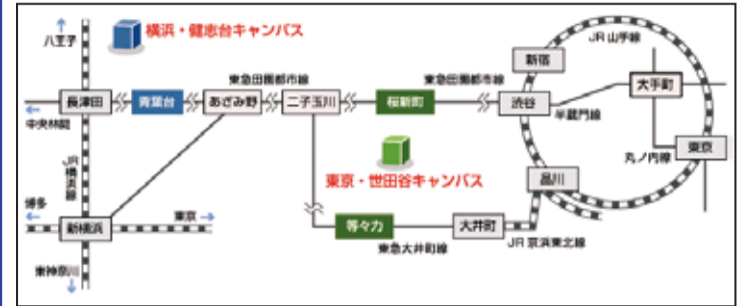 横浜・健志台キャンパス
八王子
JR山手線
新宿
東急田園都市線
東急田園都市線
大手町
長津田
青葉台
あざみ野
二子玉川
桜新町
渋谷
半蔵門線
中央林間
東京
丸ノ内線
JR横浜線
東京・世田谷キャンパス
品川
博多
東京
新横浜
等々力
大井町
東急大井町線
JR京浜東北線
東神奈川